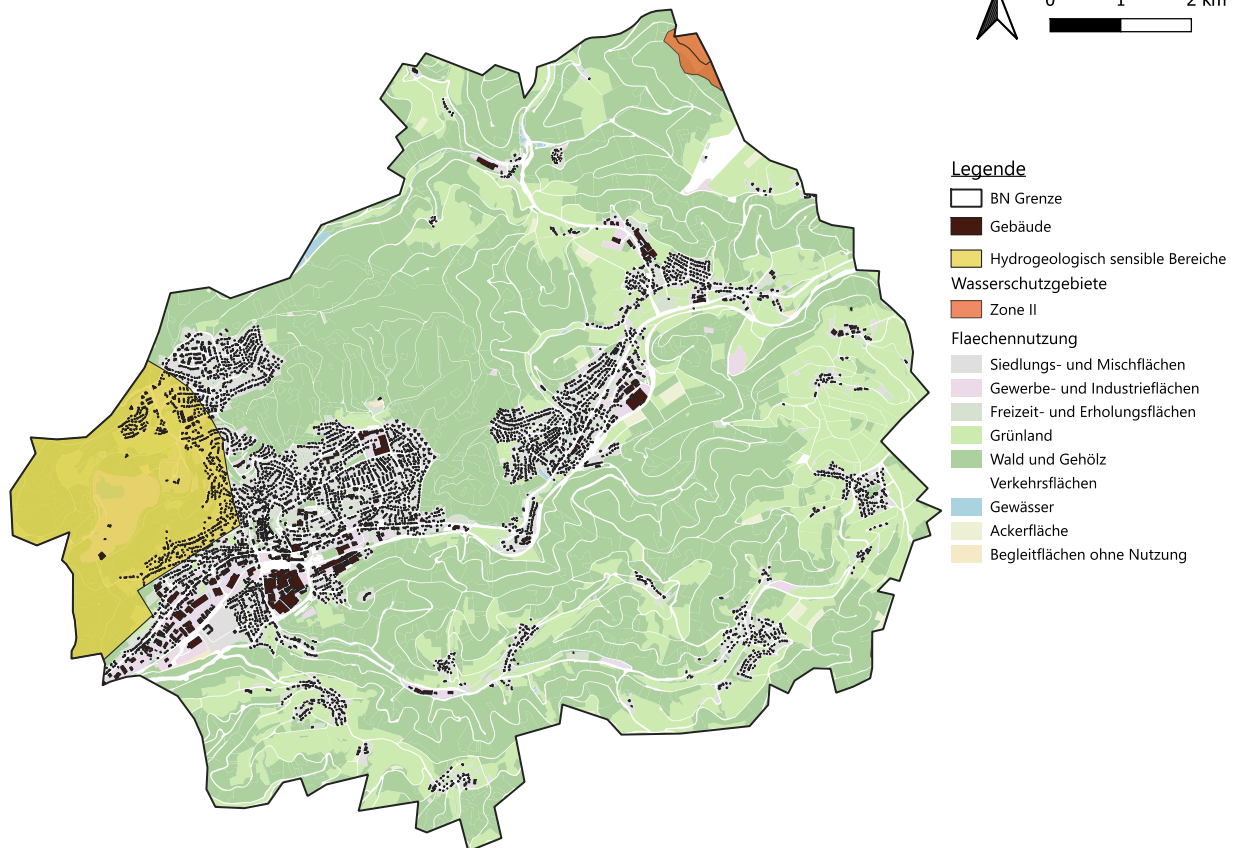 0 1 2 km
Legende
BN Grenze
Gebäude
Hydrogeologisch sensible Bereiche
Wasserschutzgebiete
Zone II
Flaechennutzung
Siedlungs- und Mischflächen
Gewerbe- und Industrieflächen
Freizeit- und Erholungsflächen
Grünland
Wald und Gehölz
Verkehrsflächen
Gewässer
Ackerfläche
Begleitflächen ohne Nutzung